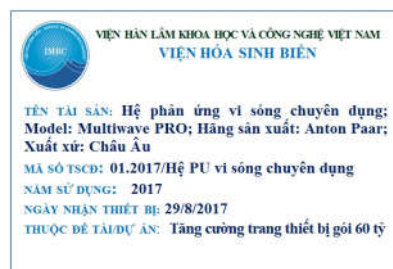 VIỆN HÀN LÂM KHOA HỌC VÀ CÔNG NGHỆ VIỆT NAM
VIỆN HÓA SINH BIỂN
IMBC
TÊN TÀI SẢN: Hệ phản ứng vi sóng chuyên dụng;
Model: Multiwave PRO; Hãng sản xuất: Anton Paar;
Xuất xứ: Châu Âu
MÃ SỐ TSCĐ: 01.2017/Hệ PU vi sóng chuyên dụng
NĂM SỬ DỤNG: 2017
NGÀY NHẬN THIẾT BỊ: 29/8/2017
THUỘC ĐỀ TÀI/DỰ ÁN: Tăng cường trang thiết bị gói 60 tỷ